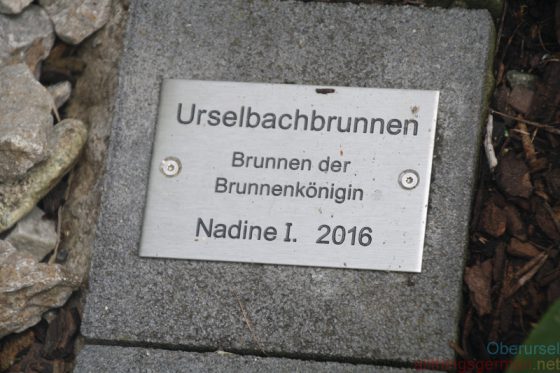 Urselbachbrunnen
Brunnen der
Brunnenkönigin
Nadine I. 2016
Oberursel